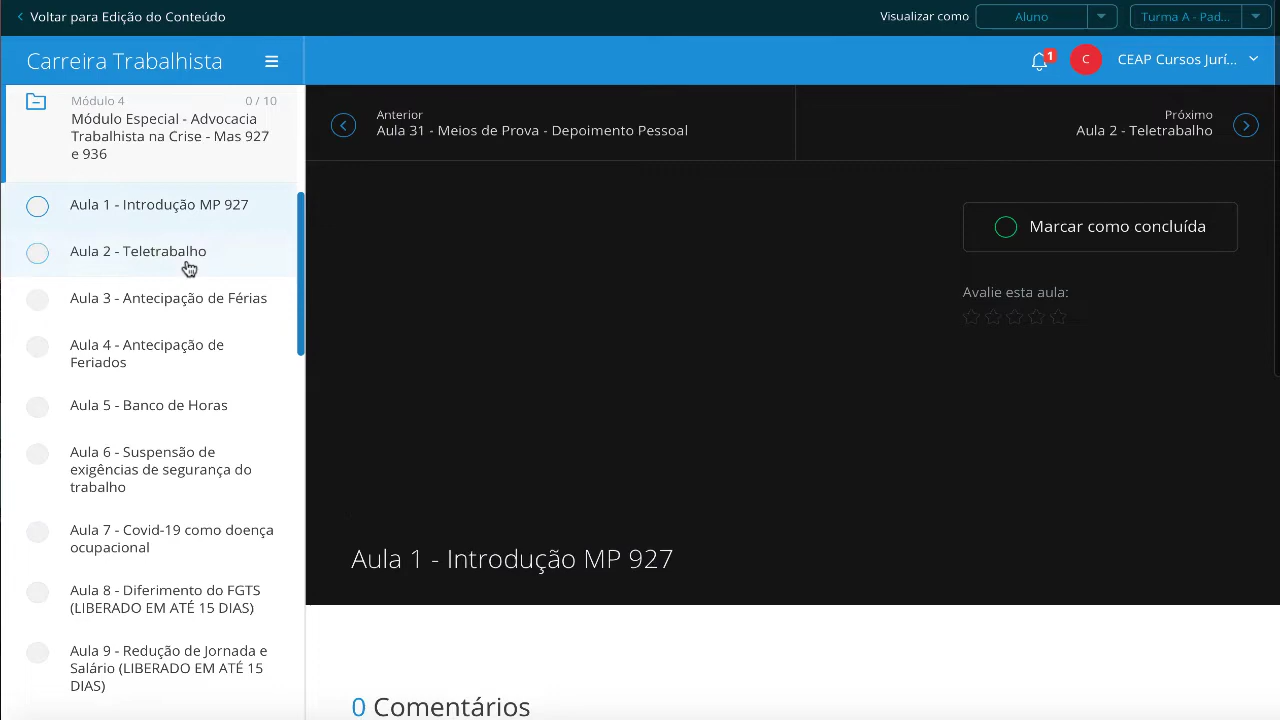 Voltar para Edição do Conteúdo
Visualizar como
Aluno
Turma A - Pad...
Carreira Trabalhista
1
C
CEAP Cursos Jurí...
Módulo 4
0 / 10
Módulo Especial - Advocacia
Trabalhista na Crise - Mas 927
e 936
Anterior
Aula 31 - Meios de Prova - Depoimento Pessoal
Próximo
Aula 2 - Teletrabalho
Aula 1 - Introdução MP 927
Aula 2 - Teletrabalho
Aula 3 - Antecipação de Férias
Aula 4 - Antecipação de
Feriados
Aula 5 - Banco de Horas
Aula 6 - Suspensão de
exigências de segurança do
trabalho
Aula 7 - Covid-19 como doença
ocupacional
Aula 8 - Diferimento do FGTS
(LIBERADO EM ATÉ 15 DIAS)
Aula 9 - Redução de Jornada e
Salário (LIBERADO EM ATÉ 15
DIAS)
Marcar como concluída
Avalie esta aula:
Aula 1 - Introdução MP 927
0 Comentários